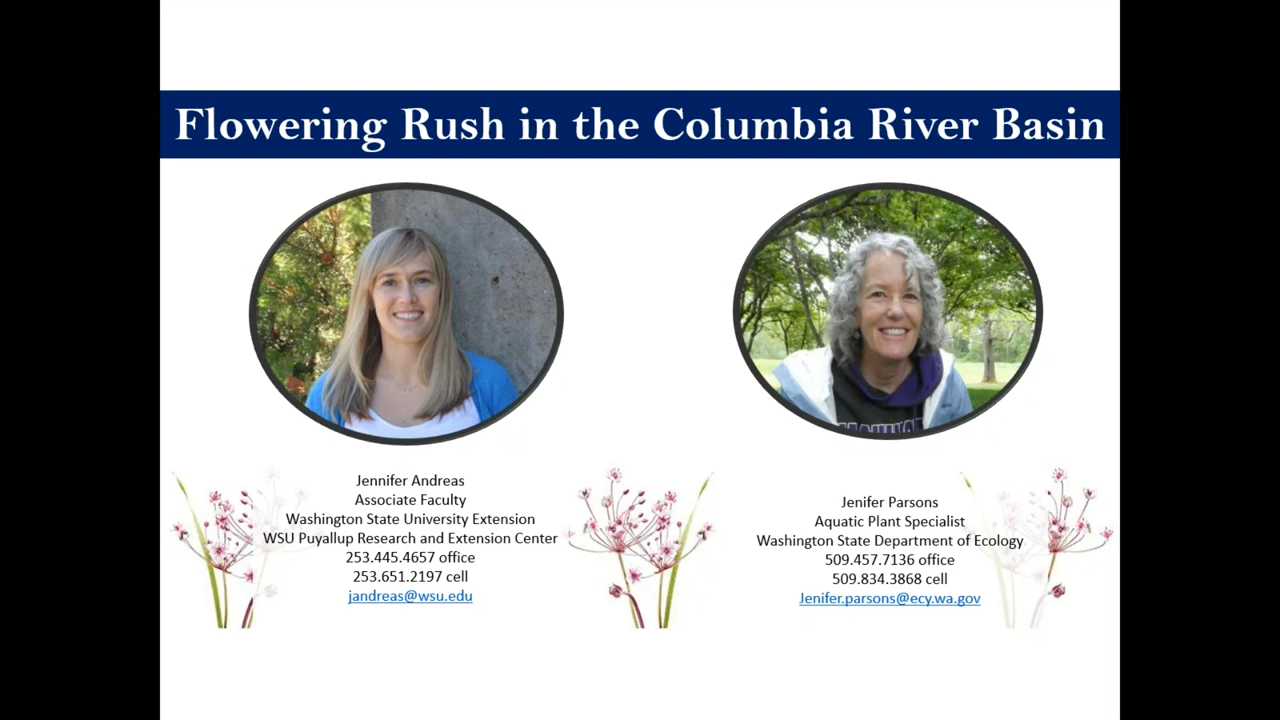 Flowering Rush in the Columbia River Basin
Jennifer Andreas
Associate Faculty
Washington State University Extension
WSU Puyallup Research and Extension Center
253.445.4657 office
253.651.2197 cell
jandreas@wsu.edu
Jenifer Parsons
Aquatic Plant Specialist
Washington State Department of Ecology
509.457.7136 office
509.834.3868 cell
Jenifer.parsons@ecy.wa.gov